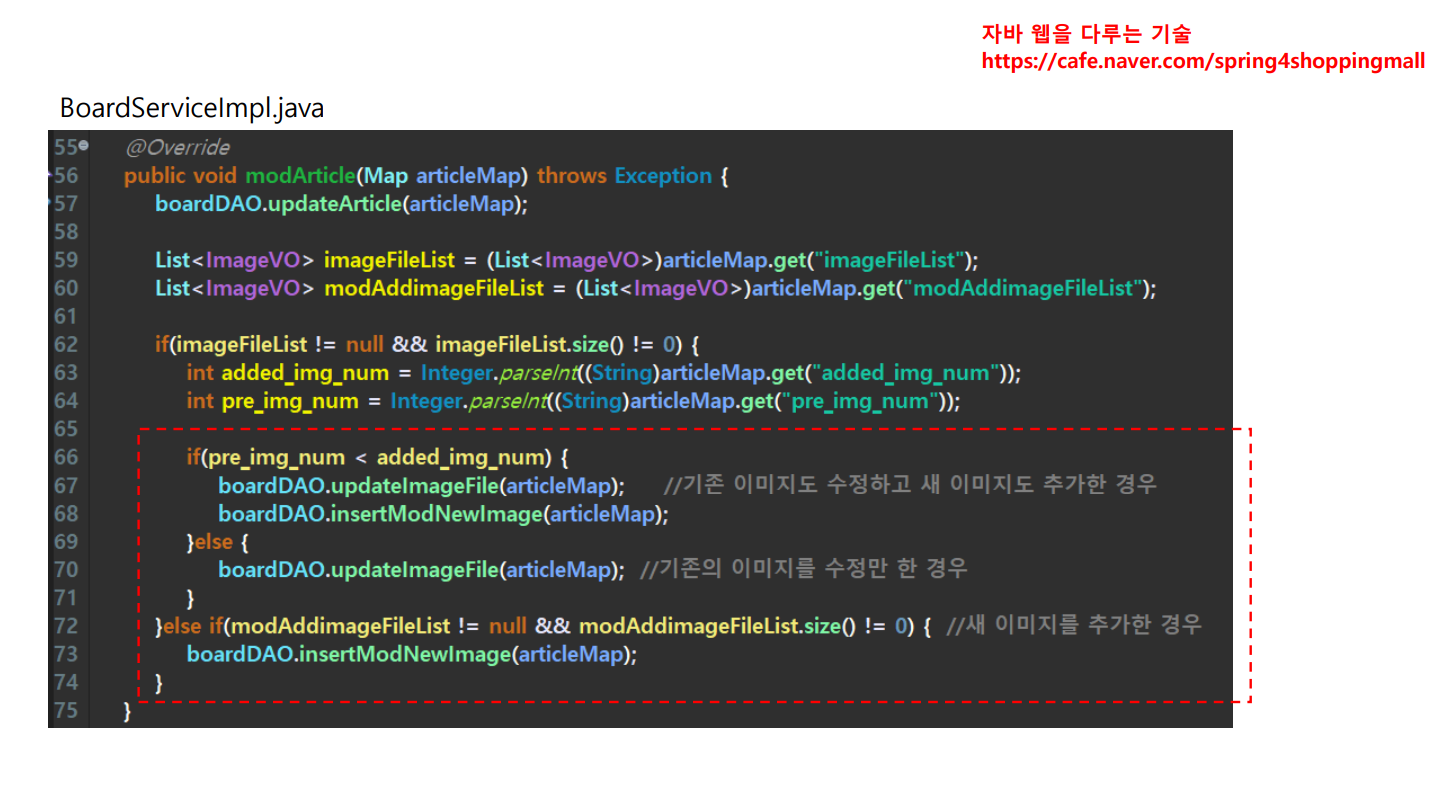 자바 웹을 다루는 기술
https://cafe.naver.com/spring4shoppingmall
BoardServiceImpl.java
55 @Override
56 public void modArticle(Map articleMap) throws Exception {
57 boardDAO.updateArticle(articleMap);
58
59 List<ImageVO> imageFileList = (List<ImageVO>)articleMap.get("imageFileList");
60 List<ImageVO> modAddimageFileList = (List<ImageVO>)articleMap.get("modAddimageFileList");
61
62 if(imageFileList != null && imageFileList.size() != 0) {
63 int added_img_num = Integer.parseInt((String)articleMap.get("added_img_num"));
64 int pre_img_num = Integer.parseInt((String)articleMap.get("pre_img_num"));
65
66 if(pre_img_num < added_img_num) {
67 boardDAO.updateImageFile(articleMap); //기존 이미지도 수정하고 새 이미지도 추가한 경우
68 boardDAO.insertModNewImage(articleMap);
69 }else {
70 boardDAO.updateImageFile(articleMap); //기존의 이미지를 수정만 한 경우
71 }
72 }else if(modAddimageFileList != null && modAddimageFileList.size() != 0) { //새 이미지를 추가한 경우
73 boardDAO.insertModNewImage(articleMap);
74 }
75 }